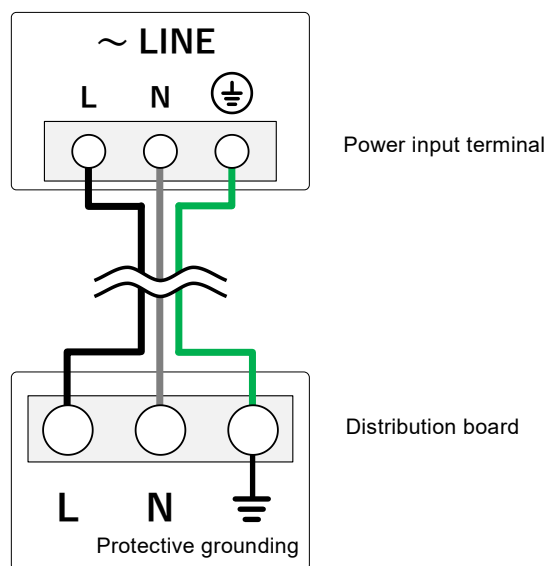 ～ LINE
L N
Power input terminal
Distribution board
L N
Protective grounding